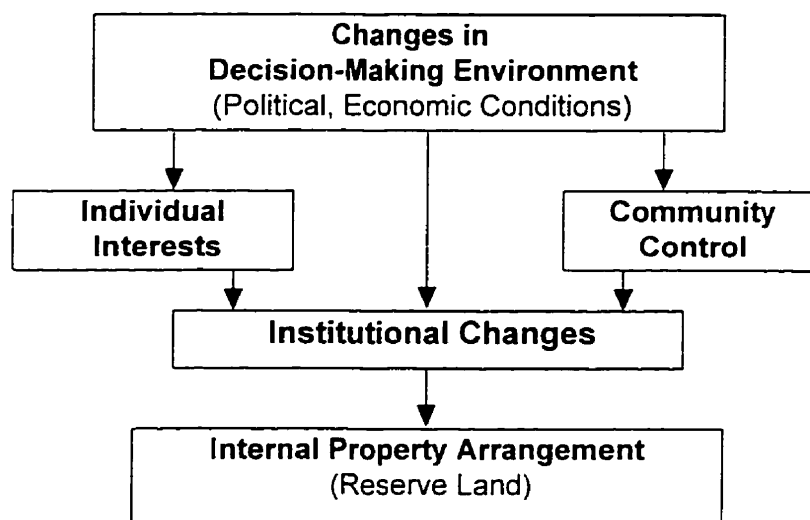 Changes in
Decision-Making Environment
(Political, Economic Conditions)
Individual
Interests
Community
Control
Institutional Changes
Internal Property Arrangement
(Reserve Land)